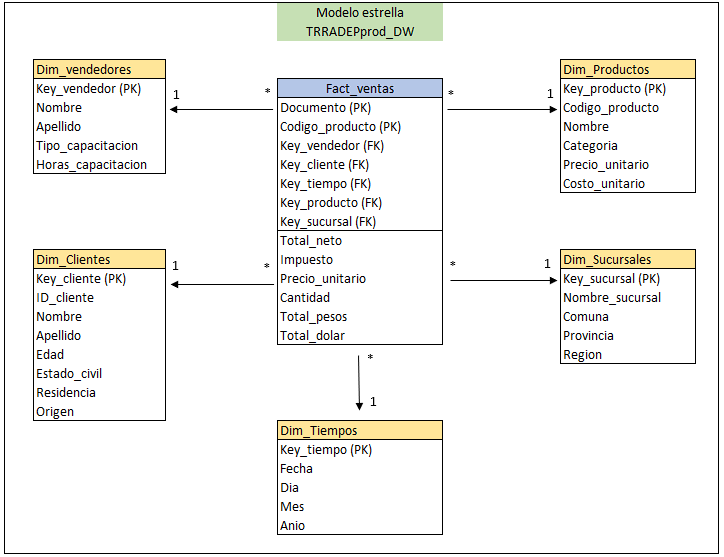 Modelo estrella
TRRADEPprod_DW
Dim_vendedores
Key_vendedor (PK)
Nombre
Apellido
Tipo_capacitacion
Horas_capacitacion
1
*
Fact_ventas
Documento (PK)
Codigo_producto (PK)
Key_vendedor (FK)
Key_cliente (FK)
Key_tiempo (FK)
Key_producto (FK)
Key_sucursal (FK)
Total_neto
Impuesto
Precio_unitario
Cantidad
Total_pesos
Total_dolar
*
1
Dim_Productos
Key_producto (PK)
Codigo_producto
Nombre
Categoria
Precio_unitario
Costo_unitario
Dim_Clientes
Key_cliente (PK)
ID_cliente
Nombre
Apellido
Edad
Estado_civil
Residencia
Origen
1
*
*
1
Dim_Sucursales
Key_sucursal (PK)
Nombre_sucursal
Comuna
Provincia
Region
*
1
Dim_Tiempos
Key_tiempo (PK)
Fecha
Dia
Mes
Anio